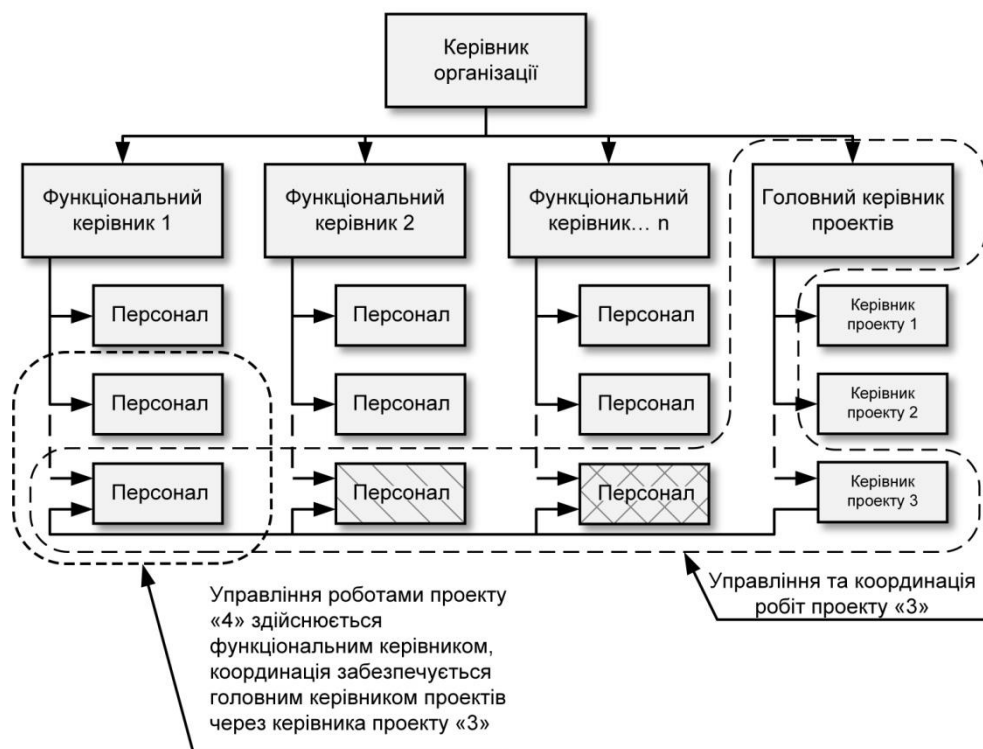 Керівник
організації
Функціональний
керівник 1
Функціональний
керівник 2
Функціональний
керівник... n
Головний керівник
проектів
Персонал
Персонал
Персонал
Керівник
проекту 1
Персонал
Персонал
Персонал
Керівник
проекту 2
Персонал
Персонал
Персонал
Керівник
проекту 3
Управління роботами проекту
«4» здійснюється
функціональним керівником,
координація забезпечується
головним керівником проектів
через керівника проекту «3»
Управління та координація
робіт проекту «3»